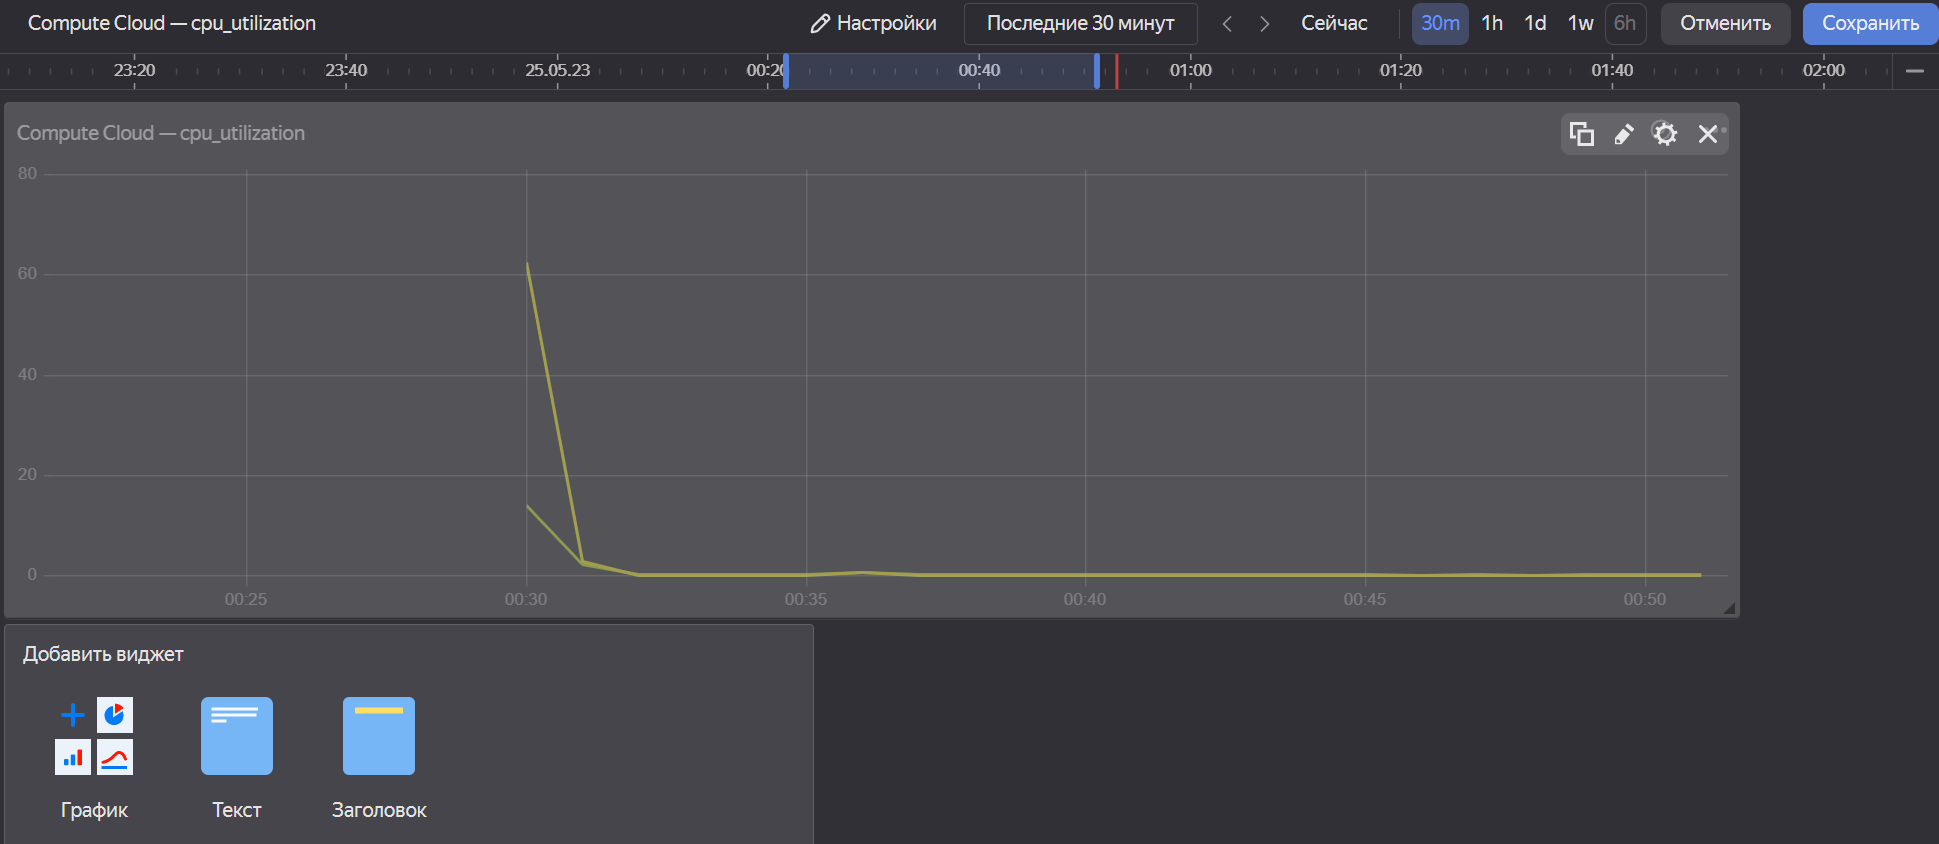 Compute Cloud — cpu_utilization
Настройки
Последние 30 минут
Сейчас
30m 1h 1d 1w 6h
Отменить
Сохранить
23:20 23:40 25.05.23 00:20 00:40 01:00 01:20 01:40 02:00
Compute Cloud — cpu_utilization
80
60
40
20
0
00:25 00:30 00:35 00:40 00:45 00:50
Добавить виджет
График Текст Заголовок